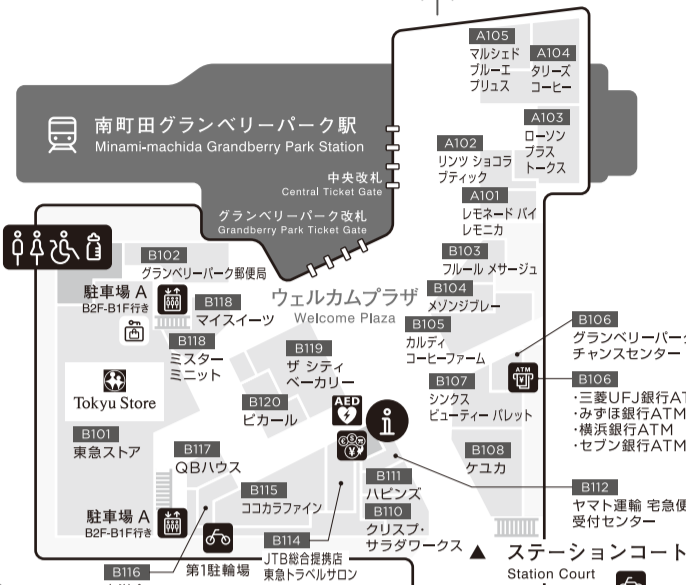 A105
マルシェド
ブルーエ
プリュス
A104
タリーズ
コーヒー
南町田グランベリーパーク駅
Minami-machida Grandberry Park Station
A103
ローソン
プラス
トークス
A102
リンツ ショコラ
ブティック
中央改札
Central Ticket Gate
A101
レモネード バイ
レモニカ
グランベリーパーク改札
Grandberry Park Ticket Gate
B102
グランベリーパーク郵便局
B103
フルール メサージュ
駐車場 A
B2F-B1F行き
B118
マイスイーツ
ウェルカムプラザ
Welcome Plaza
B104
メゾンジブレー
B105
カルディ
コーヒーファーム
B106
グランベリーパーク
チャンスセンター
B118
ミスター
ミニット
B119
ザ シティ
ベーカリー
ATM
B106
・三菱UFJ銀行AT
・みずほ銀行ATM
・横浜銀行ATM
・セブン銀行ATM
Tokyu Store
B120
ピカール
AED
B107
シンクス
ビューティー パレット
B101
東急ストア
B117
QBハウス
B108
ケユカ
B115
ココカラファイン
B111
ハピンズ
B112
ヤマト運輸 宅急便
受付センター
B110
クリスプ・
サラダワークス
駐車場 A
B2F-B1F行き
B116
第1駐輪場
B114
JTB総合提携店
東急トラベルサロン
▲ ステーションコート
Station Court